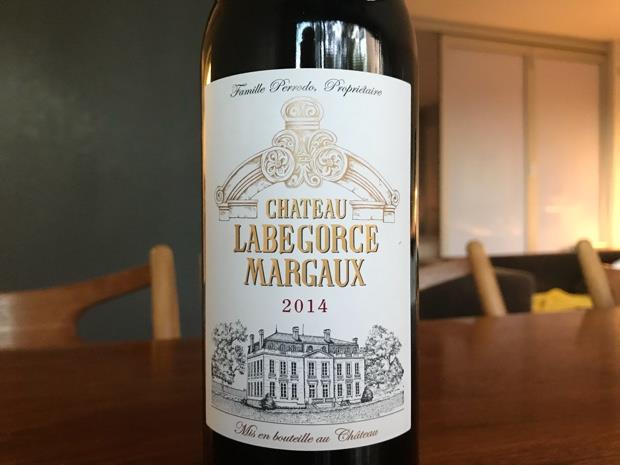 Famille Perrodo, Propriétaire
CHATEAU
LABEGORCE
MARGAUX
2014
Mis en bouteille au Château